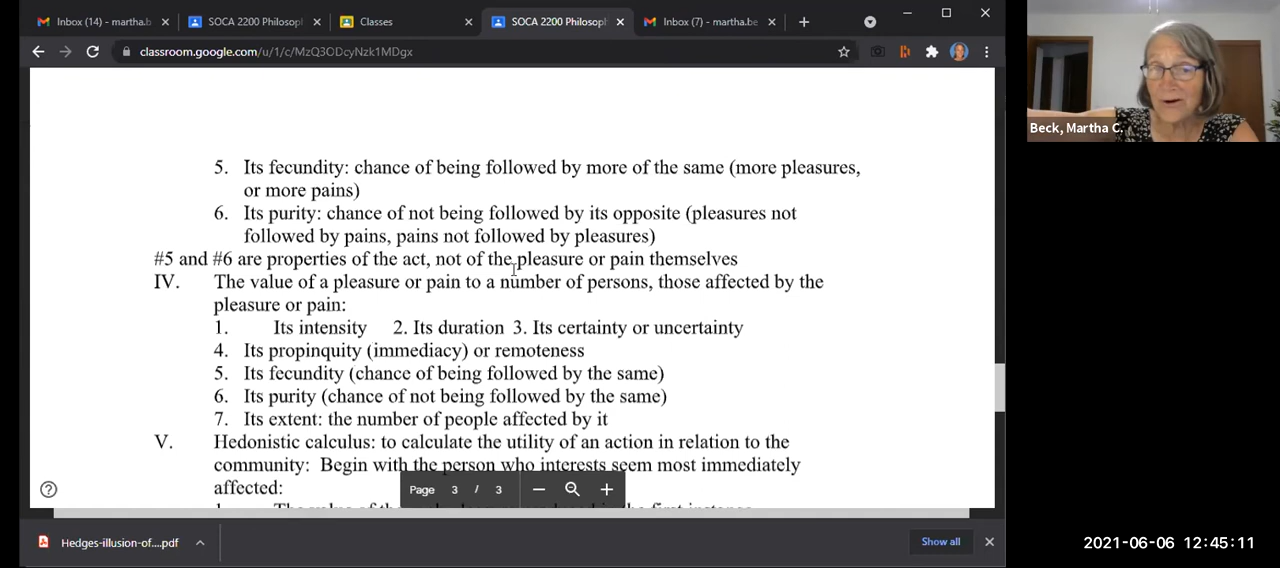 Inbox (14) - martha.b
SOCA 2200 Philosoph
Classes
SOCA 2200 Philosoph
Inbox (7) - martha.be
classroom.google.com/u/1/c/MzQ3ODcyNzk1MDgx
Beck, Martha C.
5. Its fecundity: chance of being followed by more of the same (more pleasures,
or more pains)
6. Its purity: chance of not being followed by its opposite (pleasures not
followed by pains, pains not followed by pleasures)
#5 and #6 are properties of the act, not of the pleasure or pain themselves
IV. The value of a pleasure or pain to a number of persons, those affected by the
pleasure or pain:
1. Its intensity 2. Its duration 3. Its certainty or uncertainty
4. Its propinquity (immediacy) or remoteness
5. Its fecundity (chance of being followed by the same)
6. Its purity (chance of not being followed by the same)
7. Its extent: the number of people affected by it
V. Hedonistic calculus: to calculate the utility of an action in relation to the
community: Begin with the person who interests seem most immediately
affected:
Page 3 / 3
Hedges-illusion-of....pdf
Show all
2021-06-06 12:45:11